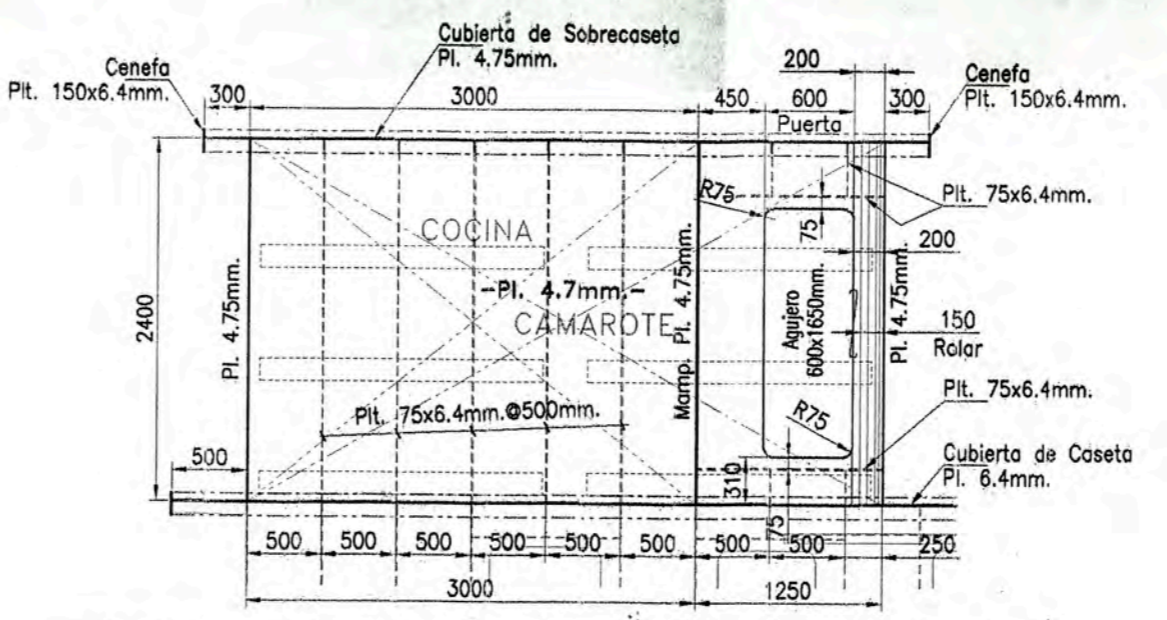 Cubierta de Sobrecaseta
Pl. 4.75mm.
Cenefa
Plt. 150x6.4mm.
200
Cenefa
Plt. 150x6.4mm.
300
3000
450
600
300
Puerta
R75
75
Plt. 75x6.4mm.
COCINA
200
2400
Pl. 4.75mm.
-Pl. 4.7mm.-
CAMAROTE
Mamp. Pl. 4.75mm.
Agujero
600x1650mm.
Pl. 4.75mm.
150
Rolar
Plt. 75x6.4mm.@500mm.
R75
Plt. 75x6.4mm.
500
310
75
Cubierta de Caseta
Pl. 6.4mm.
500
500
500
500
500
500
500
500
250
3000
1250